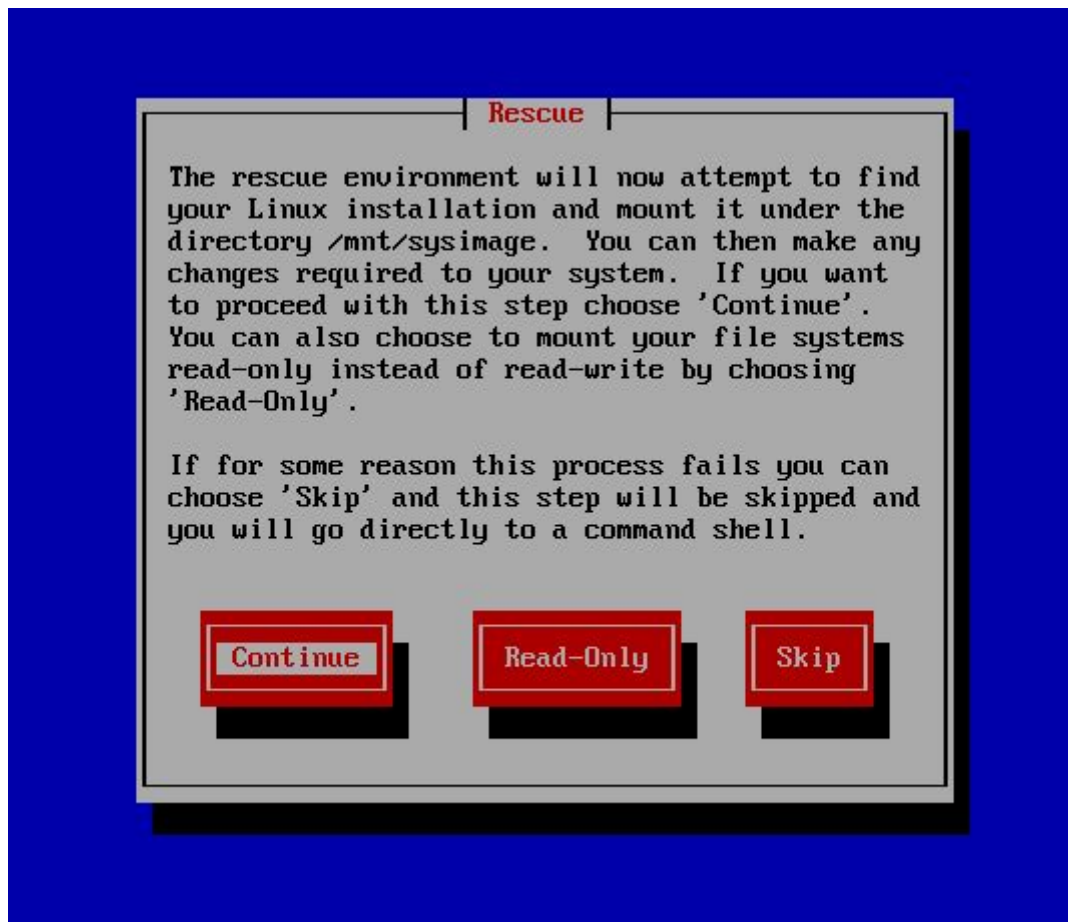 Rescue
The rescue environment will now attempt to find
your Linux installation and mount it under the
directory /mnt/sysimage.  You can then make any
changes required to your system.  If you want
to proceed with this step choose 'Continue'.
You can also choose to mount your file systems
read-only instead of read-write by choosing
'Read-Only'.
If for some reason this process fails you can
choose 'Skip' and this step will be skipped and
you will go directly to a command shell.
Continue Read-Only Skip